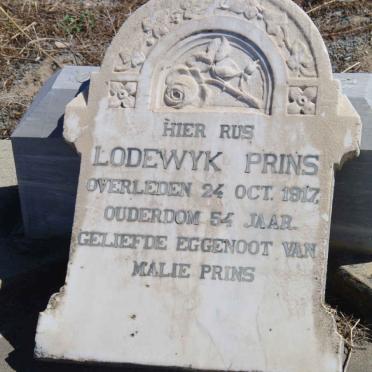 HIER RUS
LODEWYK PRINS
OVERLEDEN 24 OCT. 1917,
OUDERDOM 54 JAAR.
GELIEFDE EGGENOOT VAN
MALIE PRINS